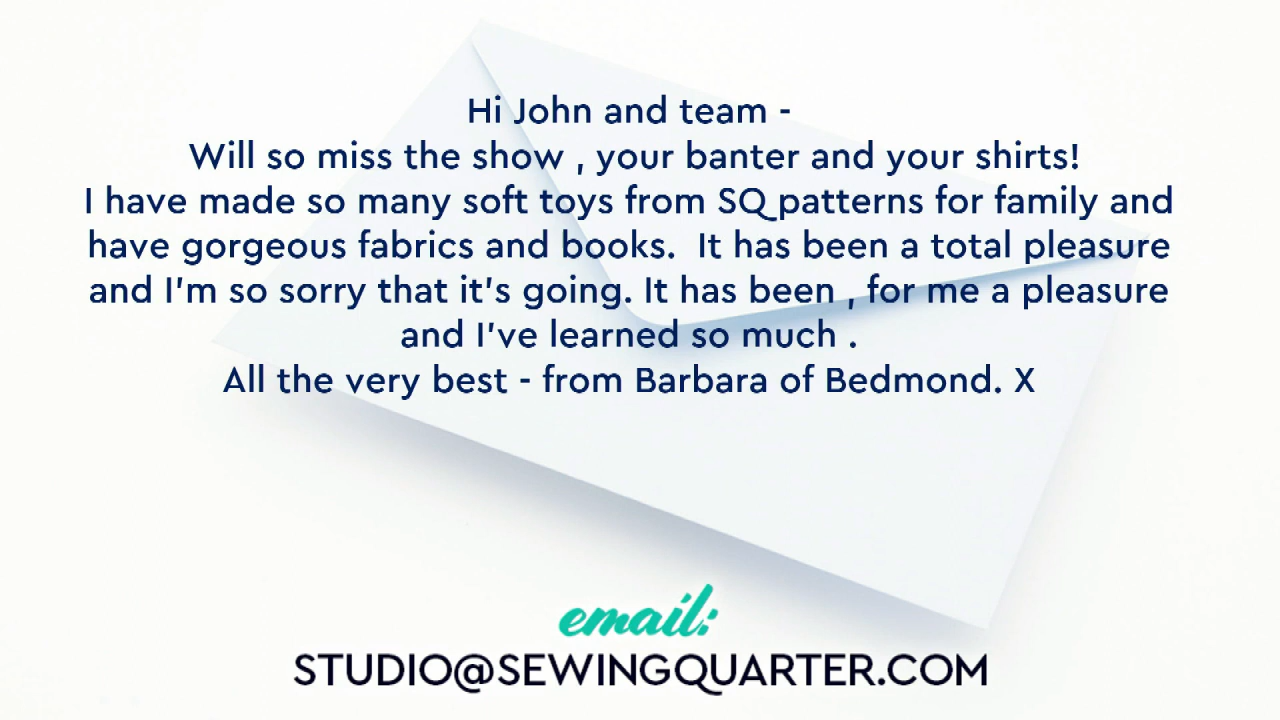 Hi John and team -
Will so miss the show , your banter and your shirts!
I have made so many soft toys from SQ patterns for family and
have gorgeous fabrics and books.  It has been a total pleasure
and I'm so sorry that it's going. It has been , for me a pleasure
and I've learned so much .
All the very best - from Barbara of Bedmond. X
email:
STUDIO@SEWINGQUARTER.COM